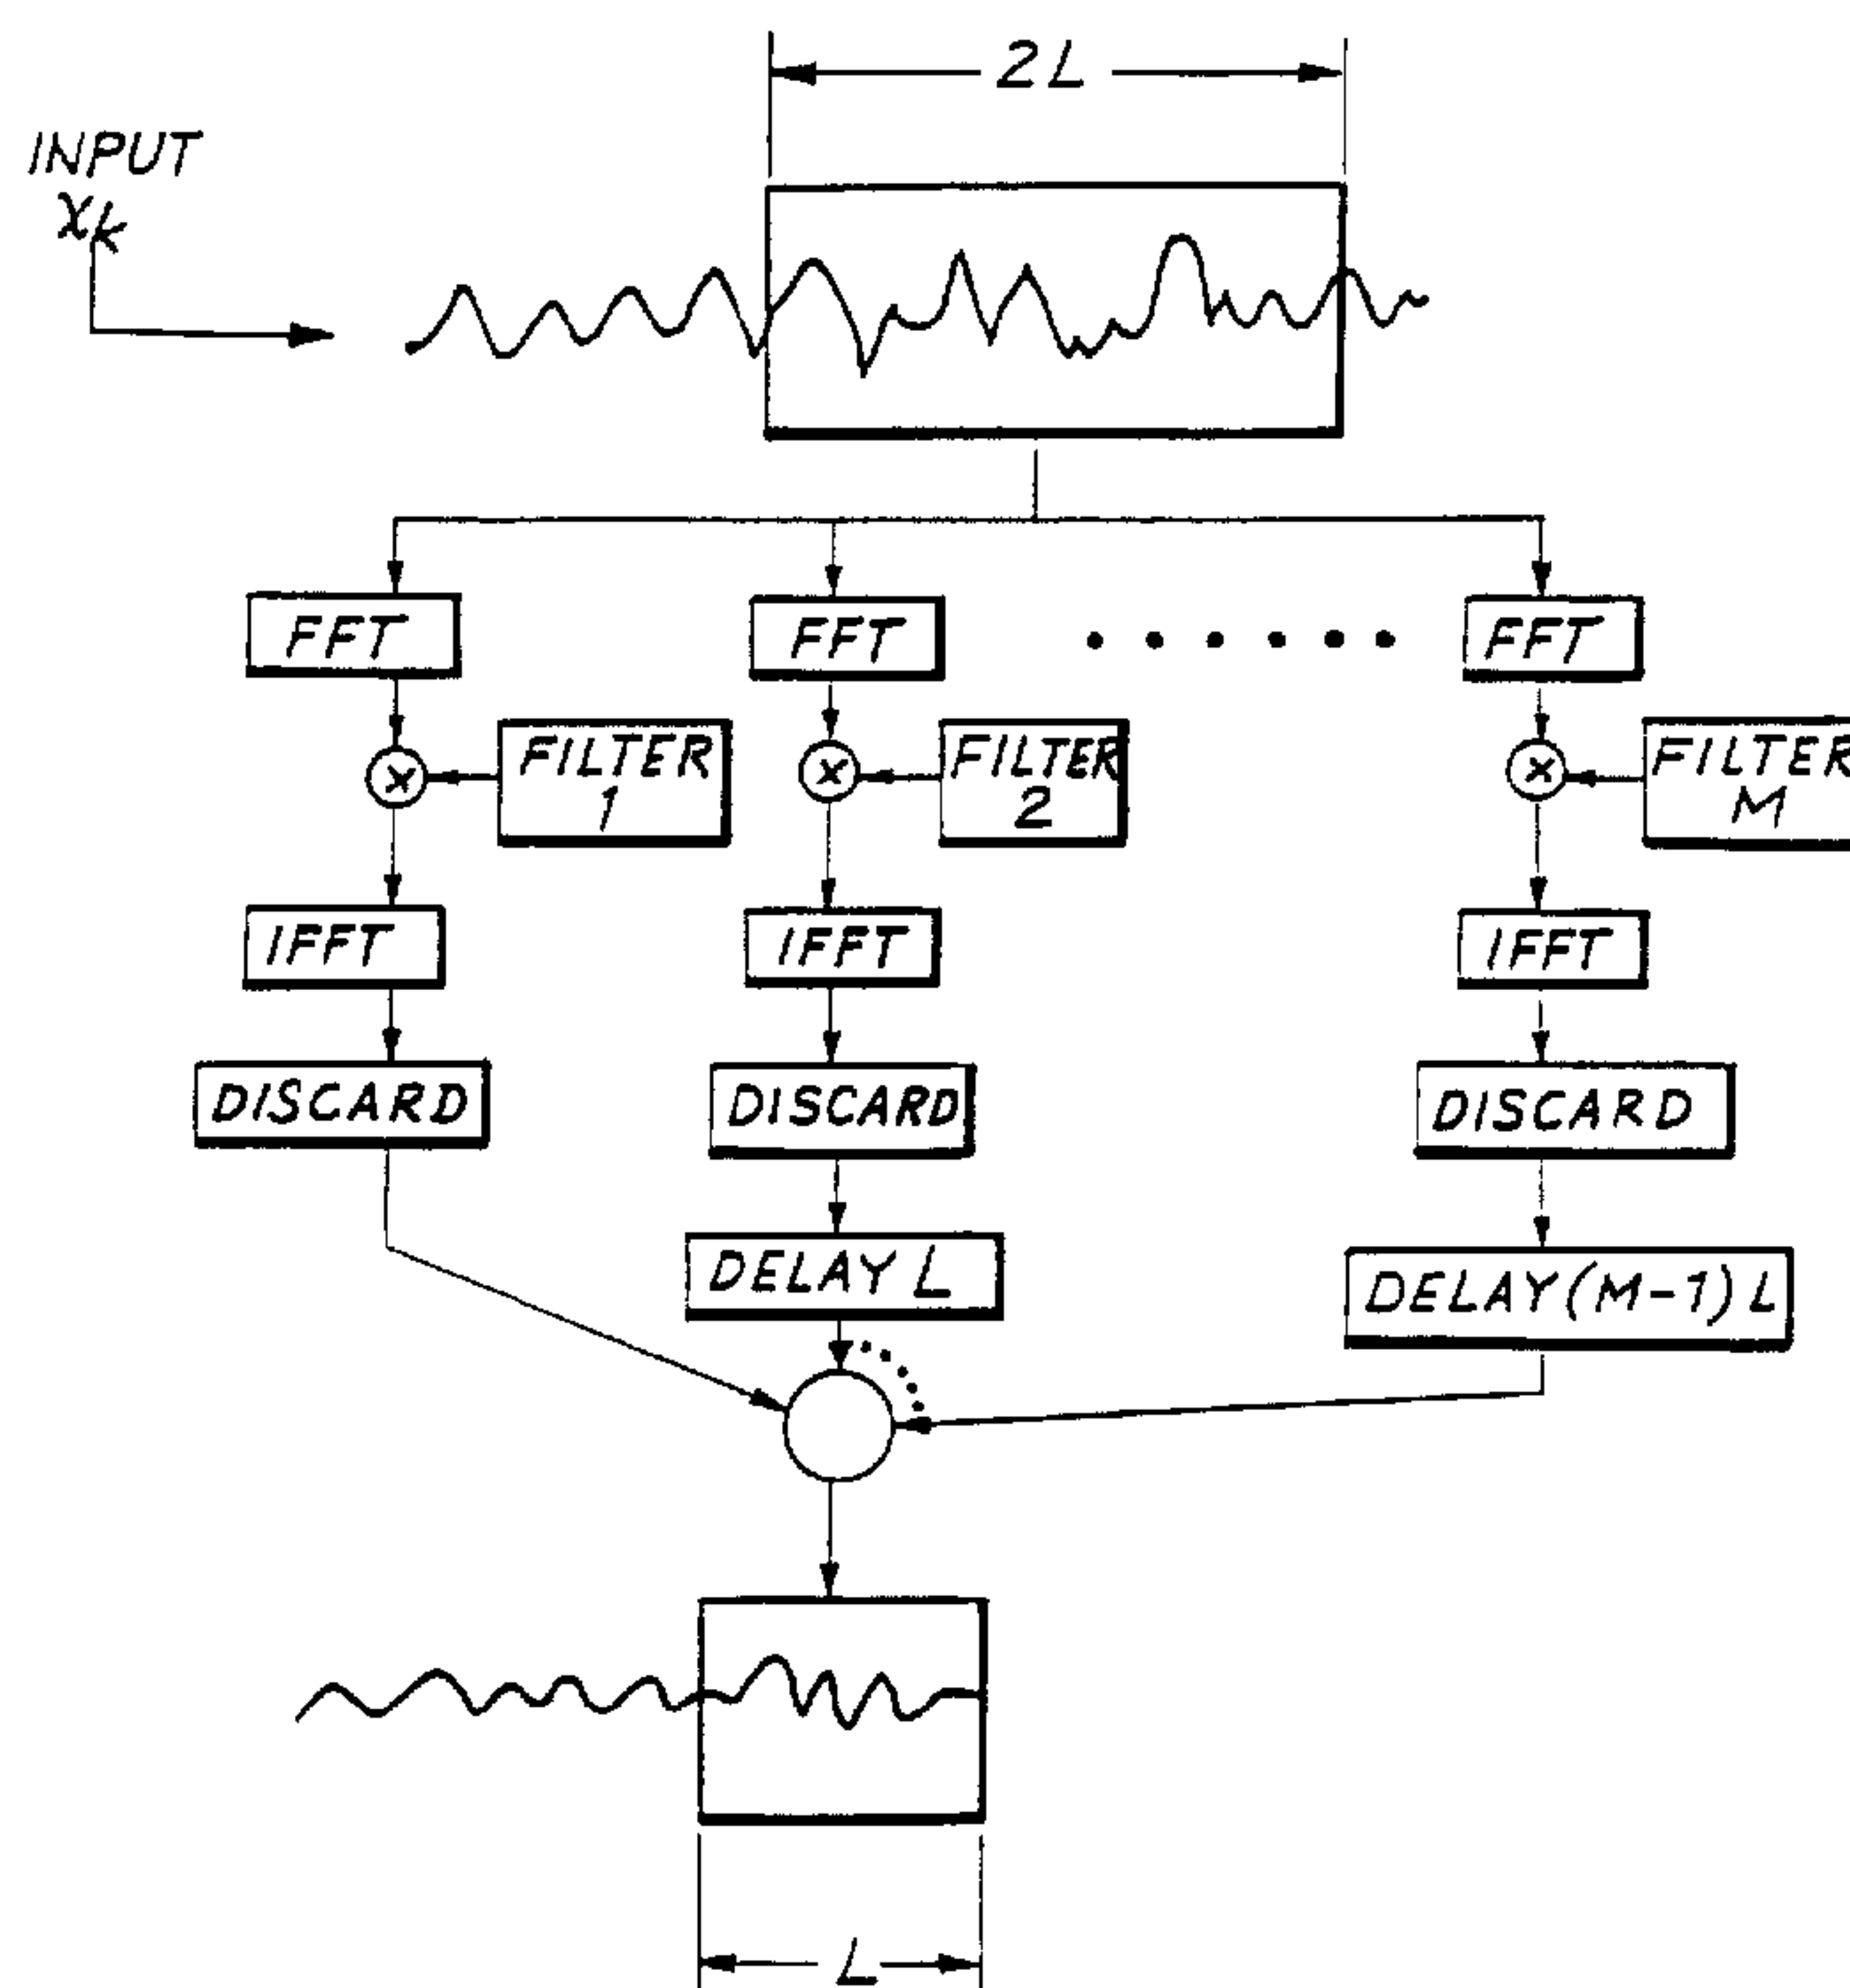 2L
INPUT
Xk
FFT
FFT
FFT
FILTER
1
FILTER
2
FILTER
M
X
X
X
IFFT
IFFT
IFFT
DISCARD
DISCARD
DISCARD
DELAY L
DELAY(M-1)L
L